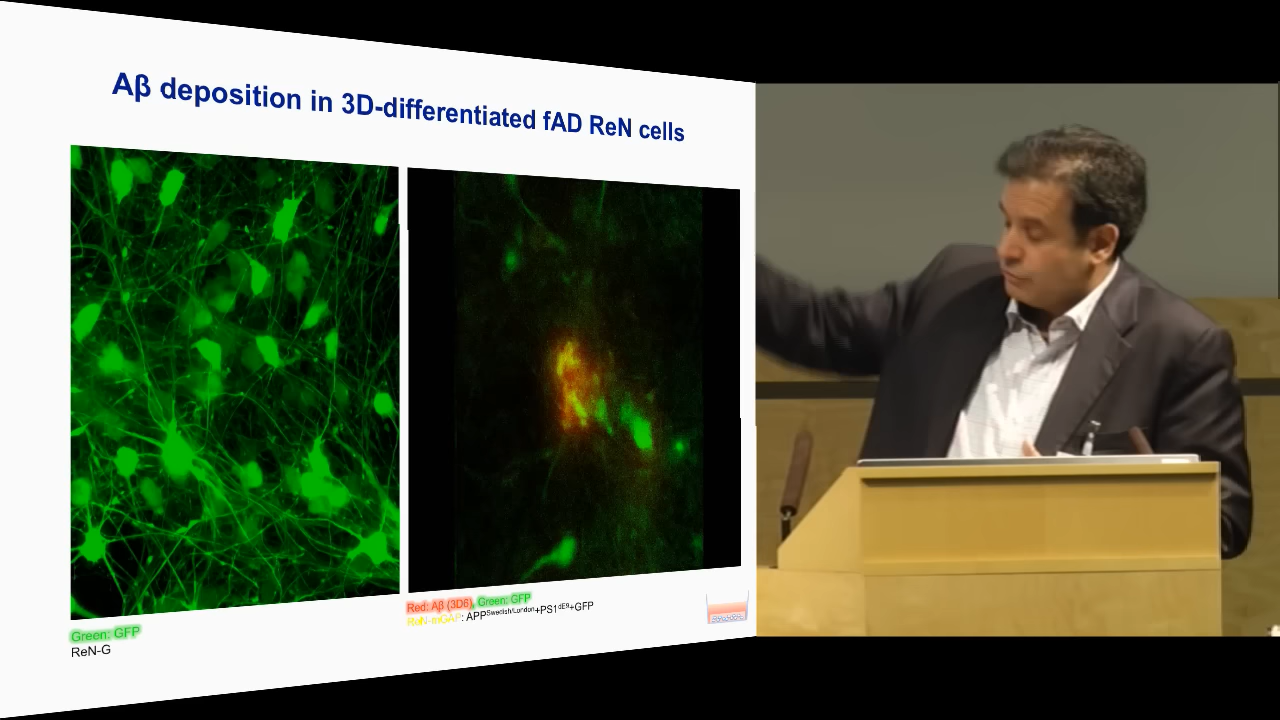 Aβ deposition in 3D-differentiated fAD ReN cells
Green: GFP
ReN-G
Red: Aβ (3D6), Green: GFP
ReN-mGAP: APPSwedish/London+PS1dE9+GFP